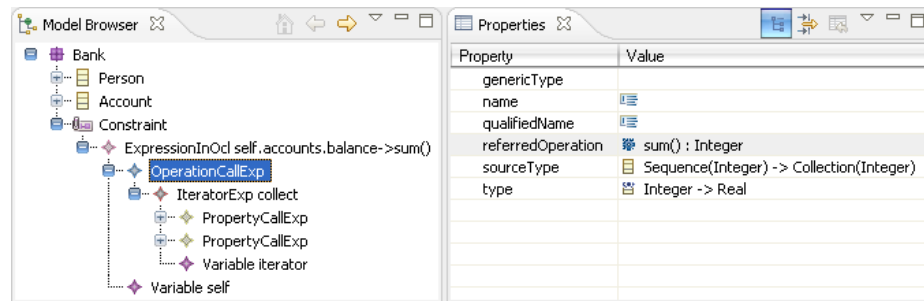 Model Browser
Bank
Person
Account
Constraint
ExpressionInOcl self.accounts.balance->sum()
OperationCallExp
IteratorExp collect
PropertyCallExp
PropertyCallExp
Variable iterator
Variable self
Properties
Property Value
genericType
name
qualifiedName
referredOperation sum() : Integer
sourceType Sequence(Integer) -> Collection(Integer)
type Integer -> Real